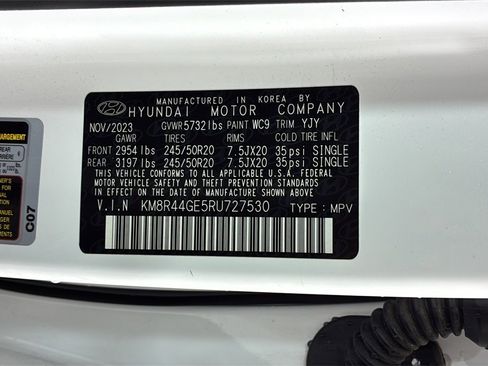 MANUFACTURED IN KOREA BY
HYUNDAI MOTOR COMPANY
NOV/2023 GVWR 5732lbs PAINT WC9 TRIM YJY
GAWR TIRES RIMS COLD TIRE INFL
FRONT 2954 lbs 245/50R20 7.5JX20 35psi SINGLE
REAR 3197 lbs 245/50R20 7.5JX20 35psi SINGLE
THIS VEHICLE CONFORMS TO ALL APPLICABLE U.S.A. FEDERAL
MOTOR VEHICLE SAFETY, BUMPER, AND THEFT PREVENTION
STANDARDS IN EFFECT ON THE DATE OF MANUFACTURE SHOWN ABOVE.
V.I.N KM8R44GE5RU727530 TYPE : MPV
C07